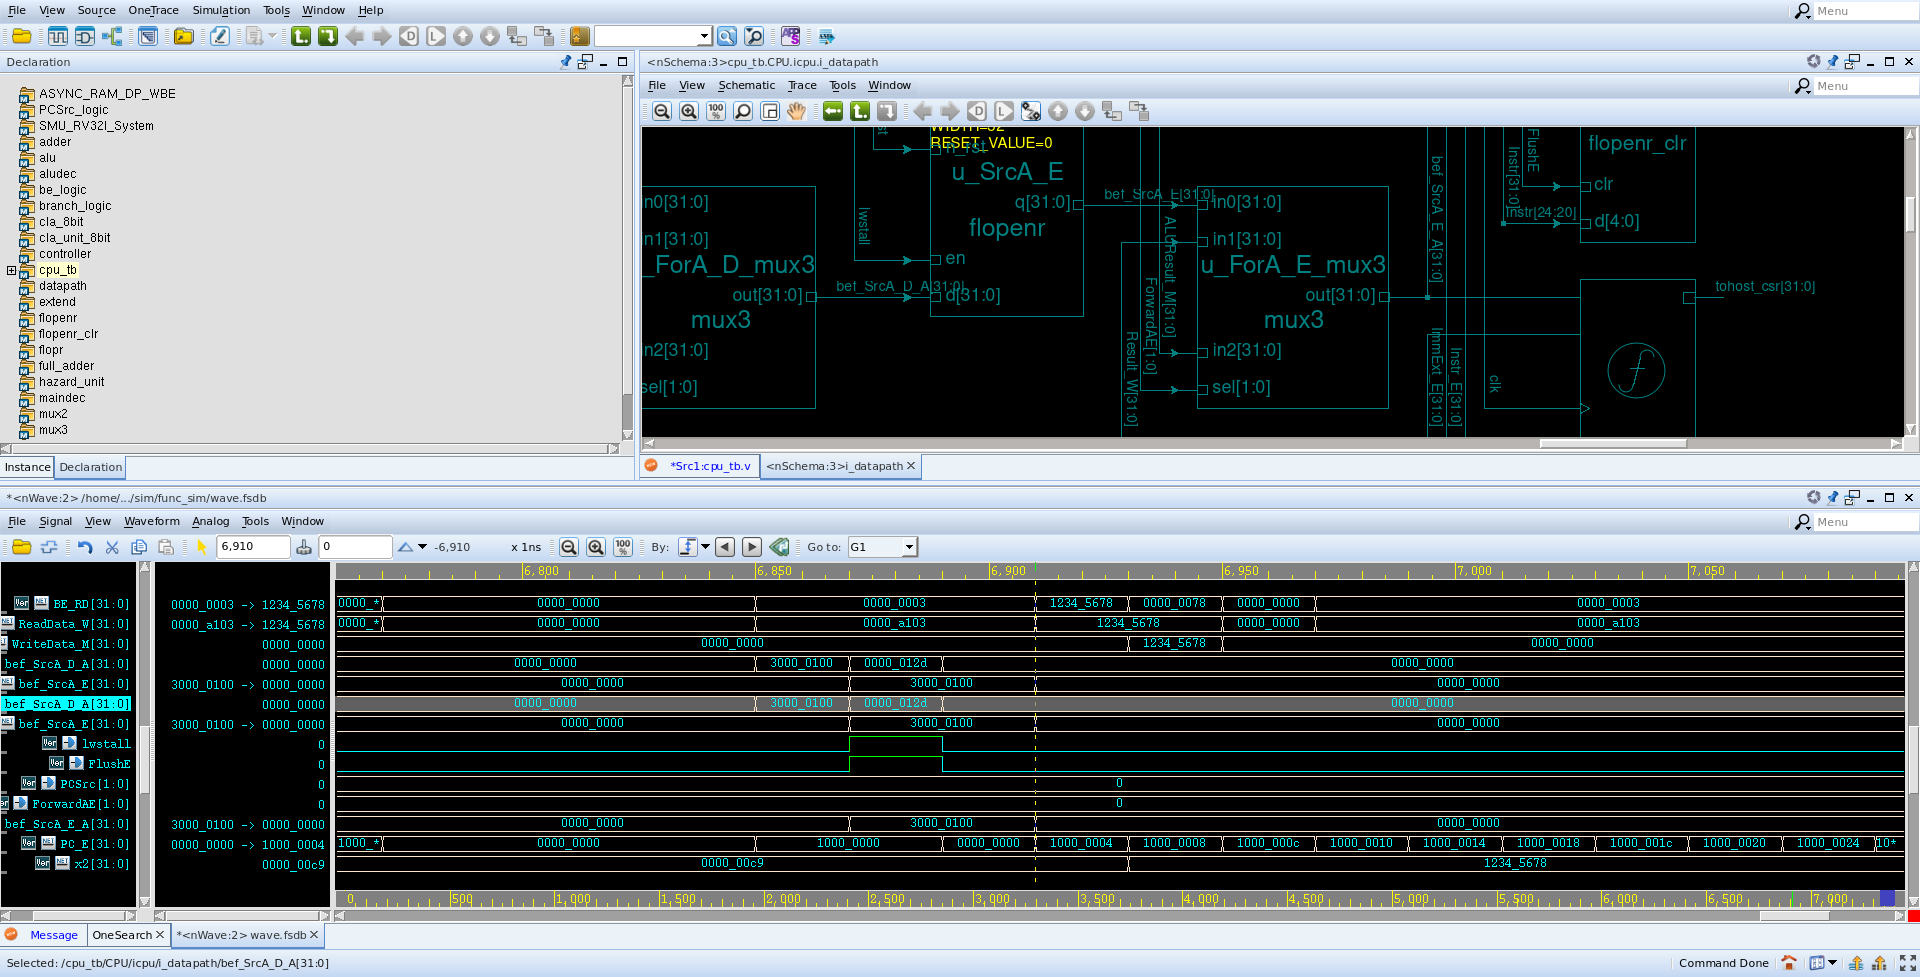 File View Source OneTrace Simulation Tools Window Help
Menu
Declaration
ASYNC_RAM_DP_WBE
PCSrc_logic
SMU_RV32I_System
adder
alu
aludec
be_logic
branch_logic
cla_8bit
cla_unit_8bit
controller
cpu_tb
datapath
extend
flopenr
flopenr_clr
flopr
full_adder
hazard_unit
maindec
mux2
mux3
Instance Declaration
<nSchema:3>cpu_tb.CPU.icpu.i_datapath
File View Schematic Trace Tools Window
Menu
100%
WIDTH=32
RESET_VALUE=0
n_rst
u_SrcA_E
q[31:0]
flopenr
en
d[31:0]
lwstall
in0[31:0]
in1[31:0]
_ForA_D_mux3
out[31:0]
mux3
in2[31:0]
sel[1:0]
bef_SrcA_D_A[31:0]
bef_SrcA_E[31:0]
ALUResult_M[31:0]
ForwardAE[1:0]
Result_W[31:0]
in0[31:0]
in1[31:0]
u_ForA_E_mux3
out[31:0]
mux3
in2[31:0]
sel[1:0]
bef_SrcA_E_A[31:0]
ImmExt_E[31:0]
Instr_E[31:0]
clk
Instr[31:0]
FlushE
Instr[24:20]
flopenr_clr
clr
d[4:0]
tohost_csr[31:0]
*Src1:cpu_tb.v <nSchema:3>i_datapath
*<nWave:2> /home/.../sim/func_sim/wave.fsdb
File Signal View Waveform Analog Tools Window
Menu
6,910 0 -6,910 x 1ns 100% By: Go to: G1
6,800 6,850 6,900 6,950 7,000 7,050
BE_RD[31:0] 0000_0003 -> 1234_5678 0000_* 0000_0000 0000_0003 1234_5678 0000_0078 0000_0000 0000_0003
ReadData_W[31:0] 0000_a103 -> 1234_5678 0000_* 0000_0000 0000_a103 1234_5678 0000_0000 0000_a103
WriteData_M[31:0] 0000_0000 0000_0000 1234_5678 0000_0000
bef_SrcA_D_A[31:0] 0000_0000 0000_0000 3000_0100 0000_012d 0000_0000
bef_SrcA_E[31:0] 3000_0100 -> 0000_0000 0000_0000 3000_0100 0000_0000
bef_SrcA_D_A[31:0] 0000_0000 0000_0000 3000_0100 0000_012d 0000_0000
bef_SrcA_E[31:0] 3000_0100 -> 0000_0000 0000_0000 3000_0100 0000_0000
lwstall 0
FlushE 0
PCSrc[1:0] 0 0
ForwardAE[1:0] 0 0
bef_SrcA_E_A[31:0] 3000_0100 -> 0000_0000 0000_0000 3000_0100 0000_0000
PC_E[31:0] 0000_0000 -> 1000_0004 1000_* 0000_0000 1000_0000 0000_0000 1000_0004 1000_0008 1000_000c 1000_0010 1000_0014 1000_0018 1000_001c 1000_0020 1000_0024 10*
x2[31:0] 0000_00c9 0000_00c9 1234_5678
0 500 1,000 1,500 2,000 2,500 3,000 3,500 4,000 4,500 5,000 5,500 6,000 6,500 7,000
Message OneSearch *<nWave:2> wave.fsdb
Selected: /cpu_tb/CPU/icpu/i_datapath/bef_SrcA_D_A[31:0]
Command Done